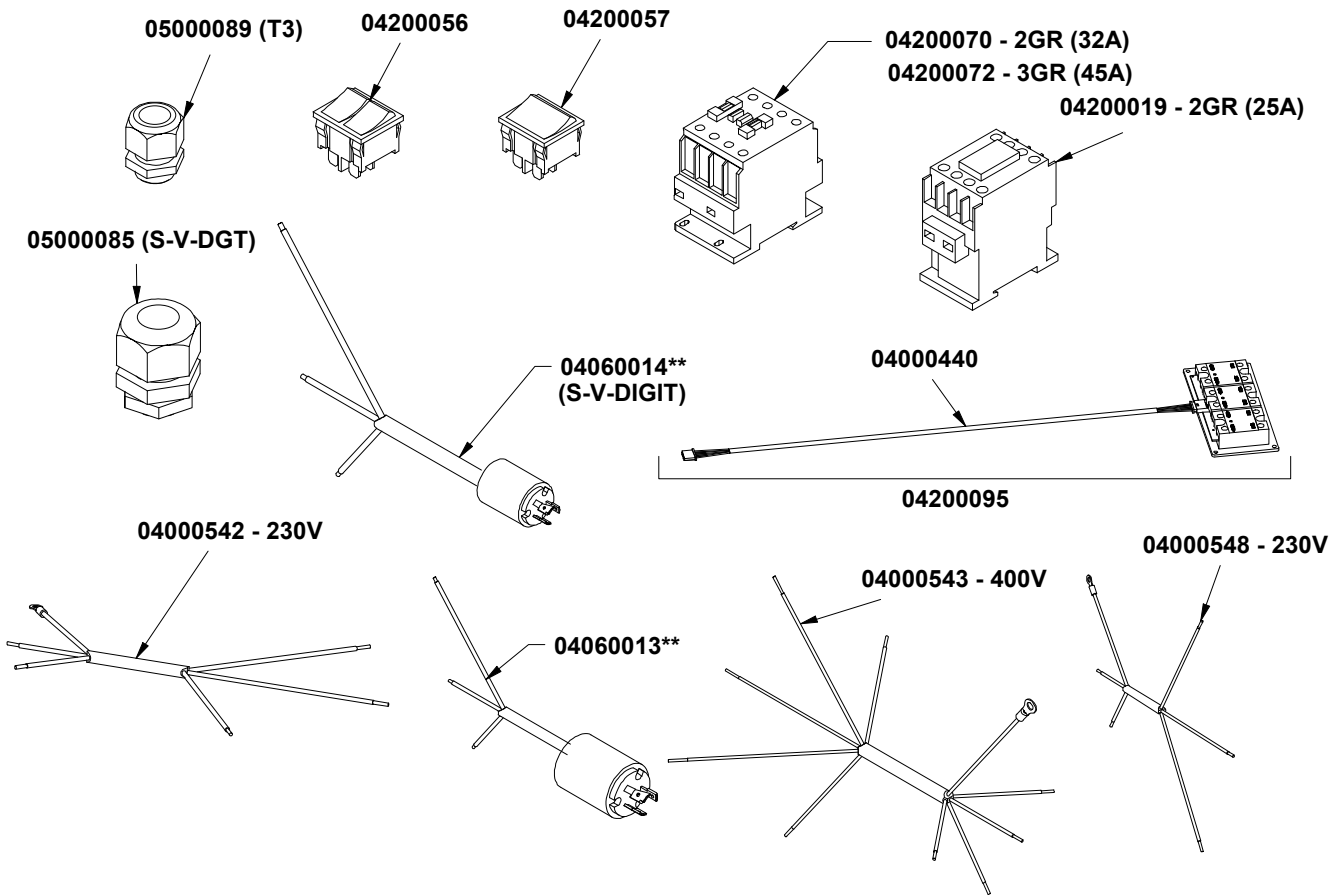 05000089 (T3)
04200056
04200057
04200070 - 2GR (32A)
04200072 - 3GR (45A)
04200019 - 2GR (25A)
05000085 (S-V-DGT)
04060014**
(S-V-DIGIT)
04000440
04200095
04000542 - 230V
04060013**
04000543 - 400V
04000548 - 230V